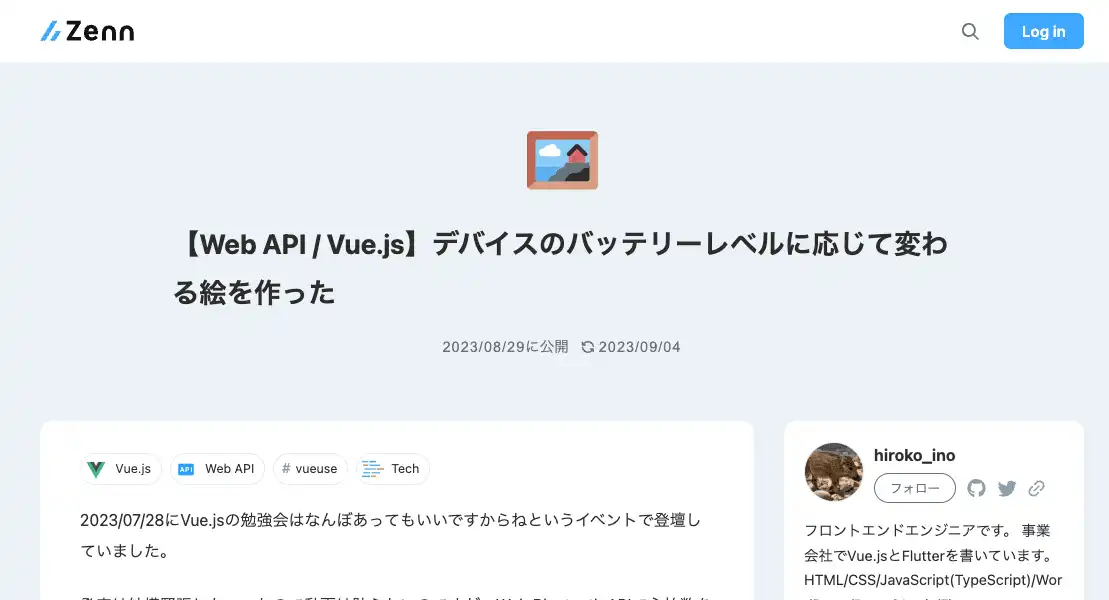 Zenn
Log in
【Web API / Vue.js】デバイスのバッテリーレベルに応じて変わ
る絵を作った
2023/08/29に公開 2023/09/04
Vue.js
API Web API
# vueuse
Tech
2023/07/28にVue.jsの勉強会はなんぼあってもいいですからねというイベントで登壇し
ていました。
hiroko_ino
フォロー
フロントエンドエンジニアです。 事業
会社でVue.jsとFlutterを書いています。
HTML/CSS/JavaScript(TypeScript)/Wor